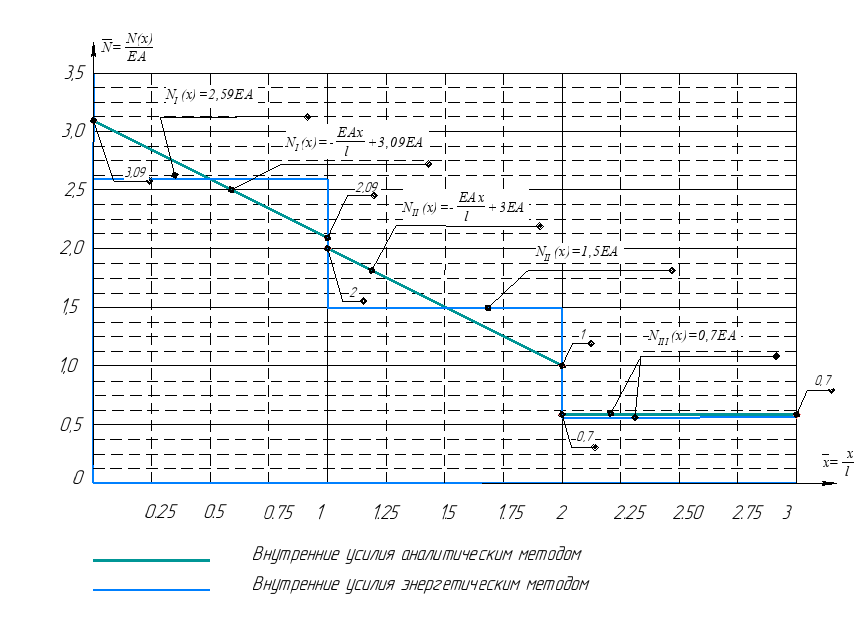 N̅= N(x)/EA
3,5
N_I (x) =2,59EA
3,0
N_I (x) = - EAx/l +3,09EA
3,09
2,5
2,09
N_II (x) =- EAx/l + 3EA
2,0
N_II (x) =1,5EA
2
1,5
1
N_III (x)=0,7EA
1,0
0,7
0,5
0,7
x̅= x/l
0
0.25 0.5 0.75 1 1.25 1.5 1.75 2 2.25 2.50 2.75 3
Внутренние усилия аналитическим методом
Внутренние усилия энергетическим методом